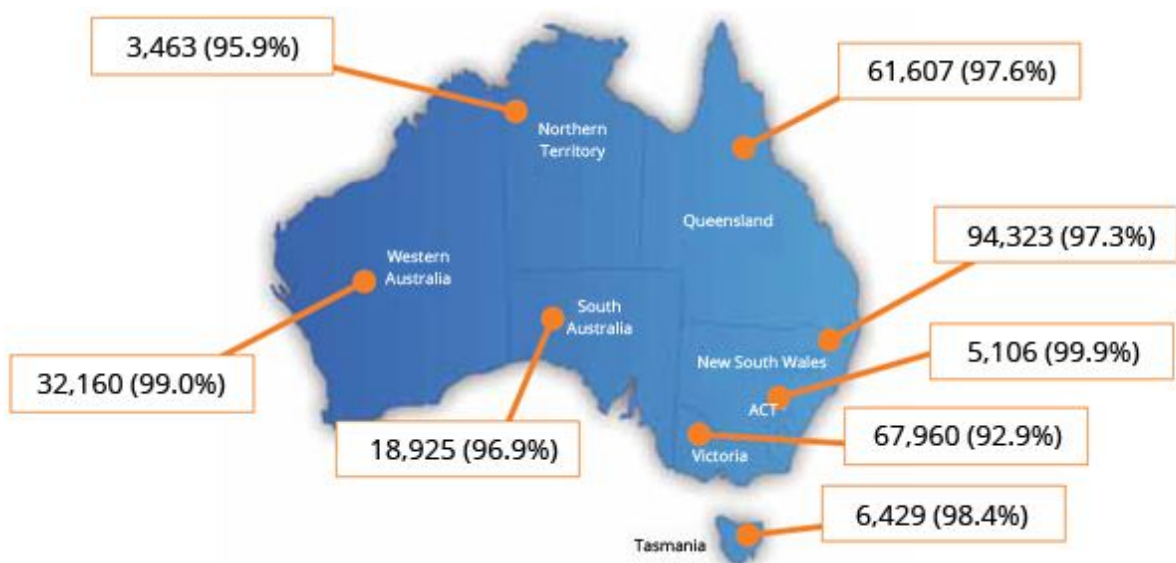 3,463 (95.9%)
61,607 (97.6%)
Northern
Territory
Queensland
94,323 (97.3%)
Western
Australia
South
Australia
New South Wales
5,106 (99.9%)
32,160 (99.0%)
ACT
18,925 (96.9%)
67,960 (92.9%)
Victoria
6,429 (98.4%)
Tasmania